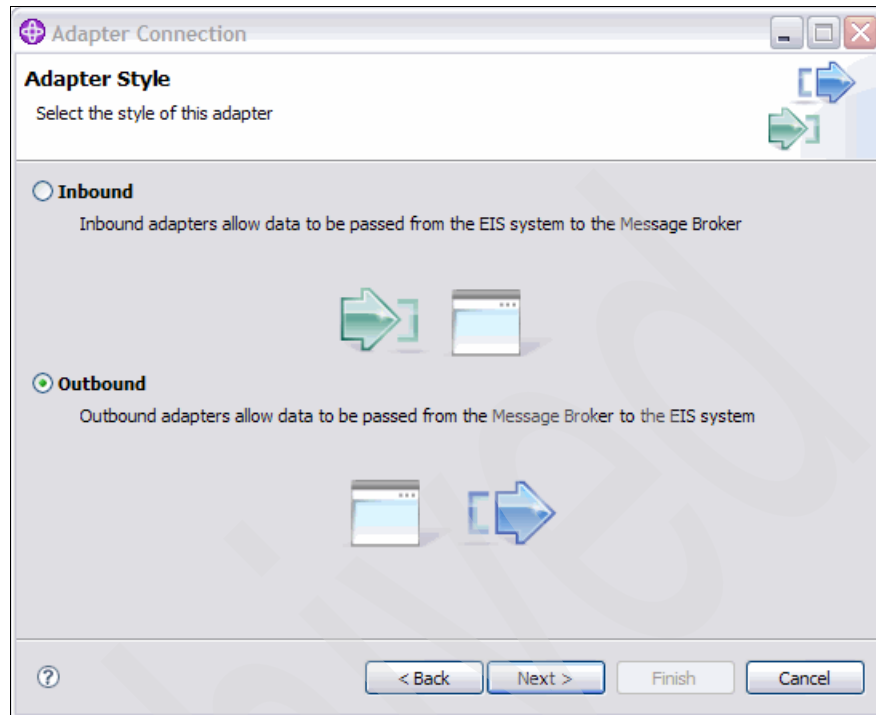 Adapter Connection
Adapter Style
Select the style of this adapter
Inbound
Inbound adapters allow data to be passed from the EIS system to the Message Broker
Outbound
Outbound adapters allow data to be passed from the Message Broker to the EIS system
?
< Back
Next >
Finish
Cancel